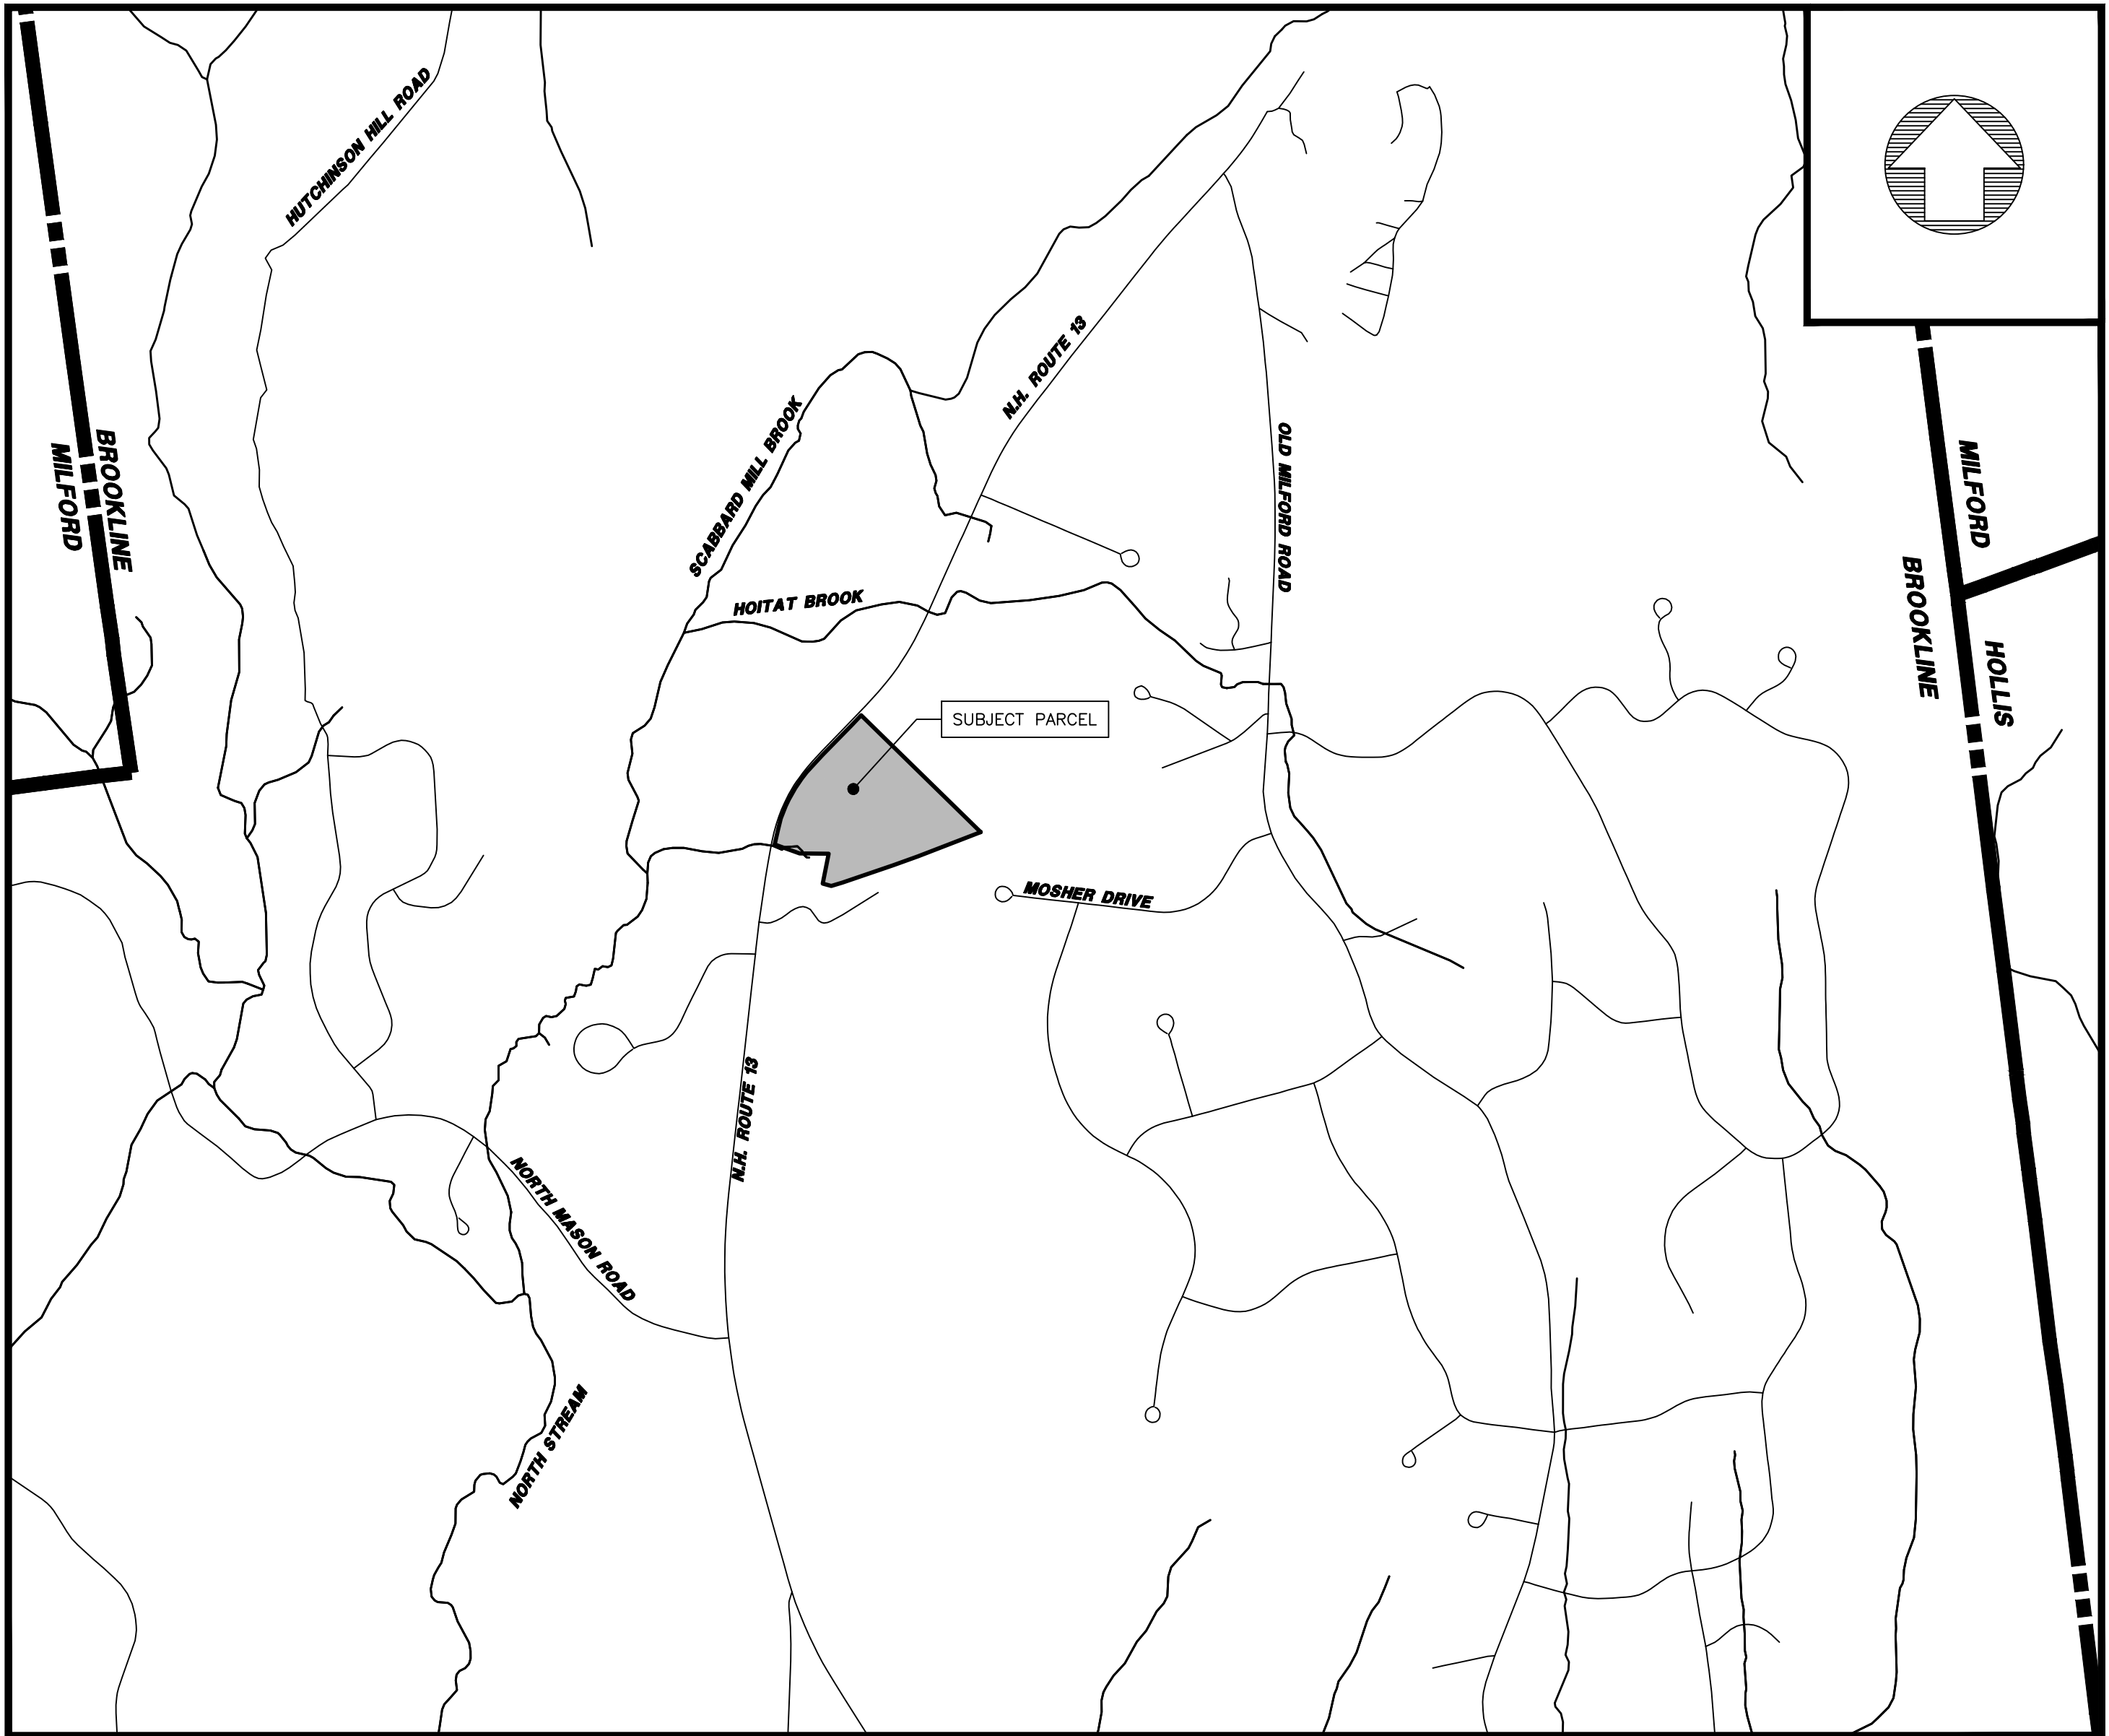 HUTCHINSON HILL ROAD
N.H. ROUTE 13
SCABBARD MILL BROOK
BROOKLINE
MILFORD
OLD MILFORD ROAD
MILFORD
BROOKLINE
HOITAT BROOK
HOLLIS
SUBJECT PARCEL
MOSHER DRIVE
N.H. ROUTE 13
NORTH MASON ROAD
NORTH STREAM